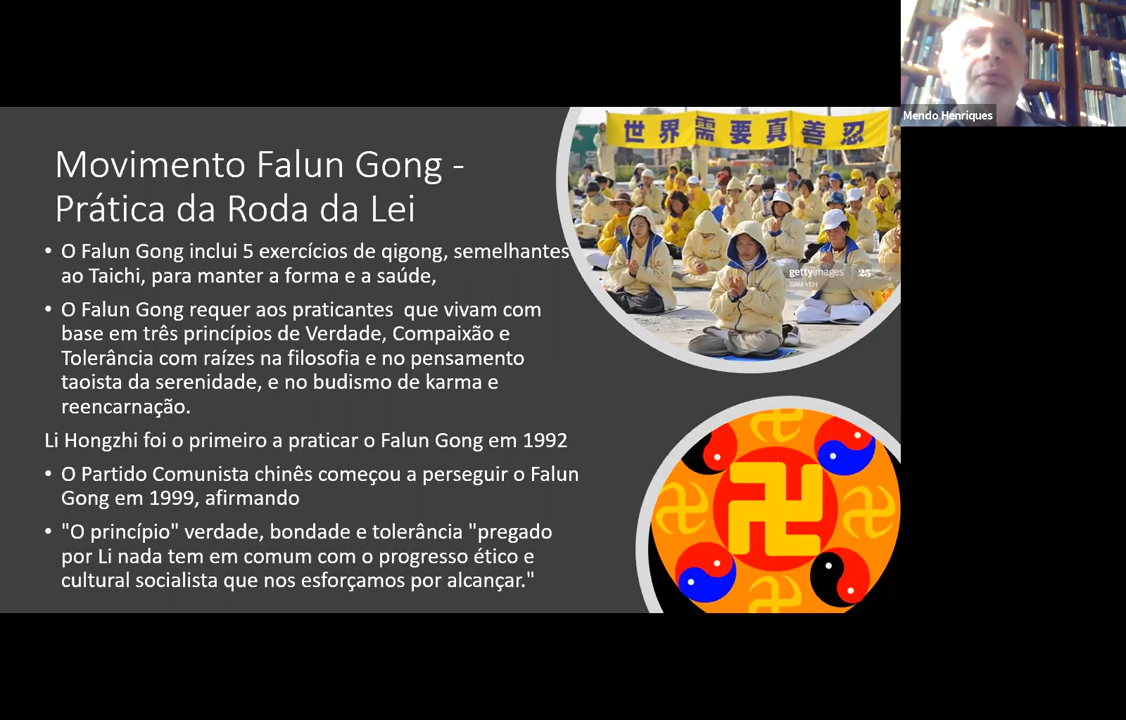 Mendo Henriques
世界需要真善忍
Movimento Falun Gong -
Prática da Roda da Lei
• O Falun Gong inclui 5 exercícios de qigong, semelhantes
ao Taichi, para manter a forma e a saúde,
• O Falun Gong requer aos praticantes que vivam com
base em três princípios de Verdade, Compaixão e
Tolerância com raízes na filosofia e no pensamento
taoista da serenidade, e no budismo de karma e
reencarnação.
Li Hongzhi foi o primeiro a praticar o Falun Gong em 1992
• O Partido Comunista chinês começou a perseguir o Falun
Gong em 1999, afirmando
• "O princípio" verdade, bondade e tolerância "pregado
por Li nada tem em comum com o progresso ético e
cultural socialista que nos esforçamos por alcançar."
gettyimages 25
SAM YEH